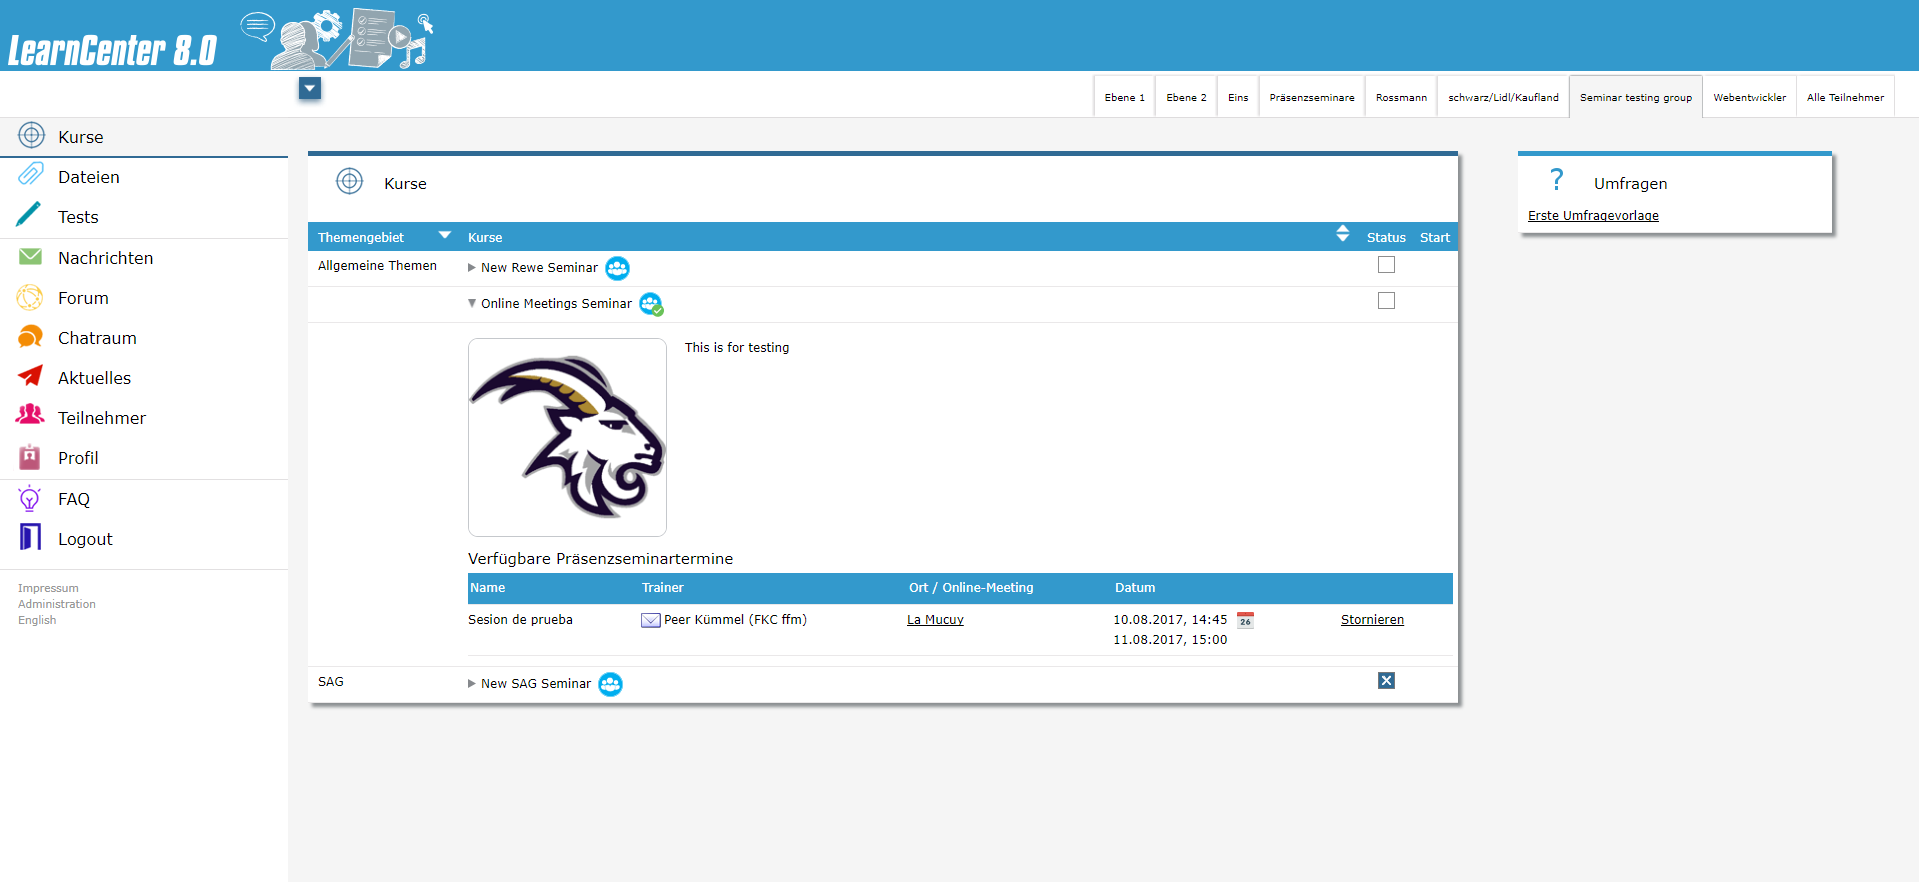 LearnCenter 8.0
Ebene 1
Ebene 2
Eins
Präsenzseminare
Rossmann
schwarz/Lidl/Kaufland
Seminar testing group
Webentwickler
Alle Teilnehmer
Kurse
Dateien
Tests
Nachrichten
Forum
Chatraum
Aktuelles
Teilnehmer
Profil
FAQ
Logout
Impressum
Administration
English
Kurse
Themengebiet Kurse Status Start
Allgemeine Themen New Rewe Seminar
Online Meetings Seminar
This is for testing
Verfügbare Präsenzseminartermine
Name Trainer Ort / Online-Meeting Datum
Sesion de prueba Peer Kümmel (FKC ffm) La Mucuy 10.08.2017, 14:45 26 Stornieren
11.08.2017, 15:00
SAG New SAG Seminar
? Umfragen
Erste Umfragevorlage